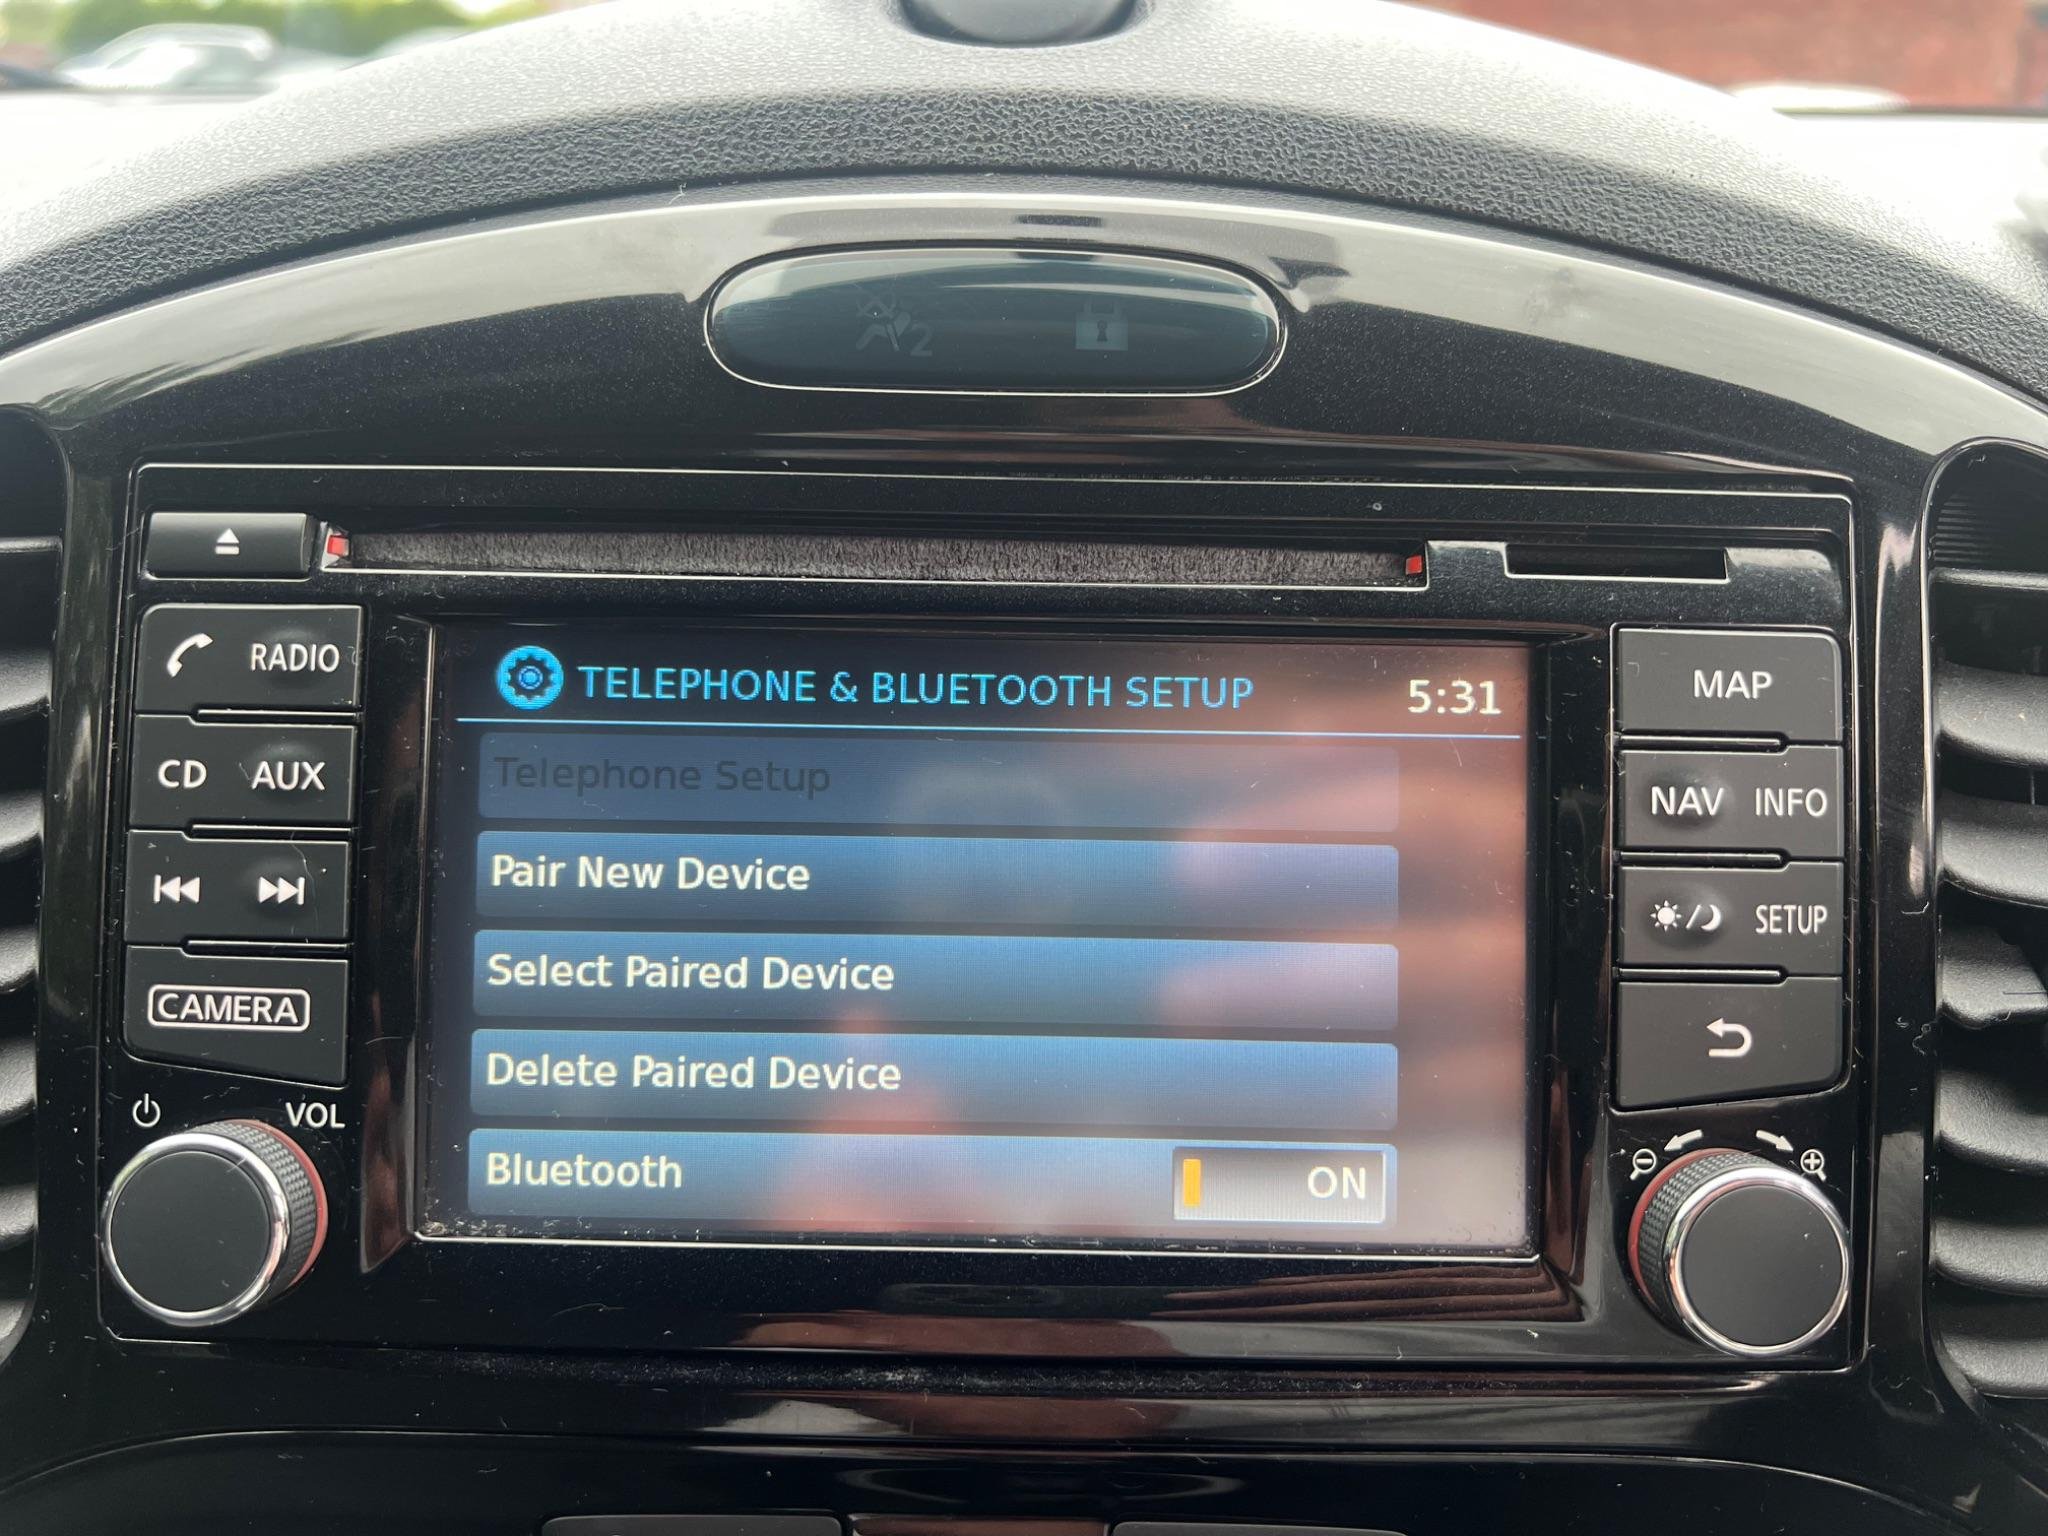 2
RADIO
CD AUX
CAMERA
VOL
TELEPHONE & BLUETOOTH SETUP 5:31
Telephone Setup
Pair New Device
Select Paired Device
Delete Paired Device
Bluetooth ON
MAP
NAV INFO
SETUP